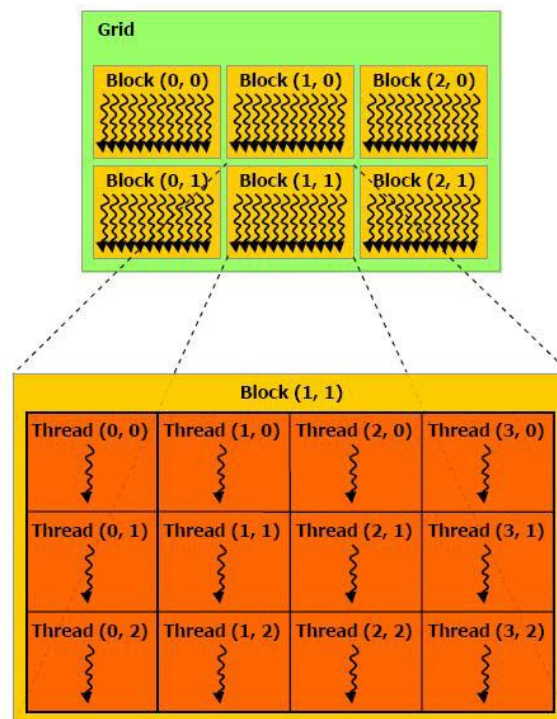 Grid
Block (0, 0) Block (1, 0) Block (2, 0)
Block (0, 1) Block (1, 1) Block (2, 1)
Block (1, 1)
Thread (0, 0) Thread (1, 0) Thread (2, 0) Thread (3, 0)
Thread (0, 1) Thread (1, 1) Thread (2, 1) Thread (3, 1)
Thread (0, 2) Thread (1, 2) Thread (2, 2) Thread (3, 2)